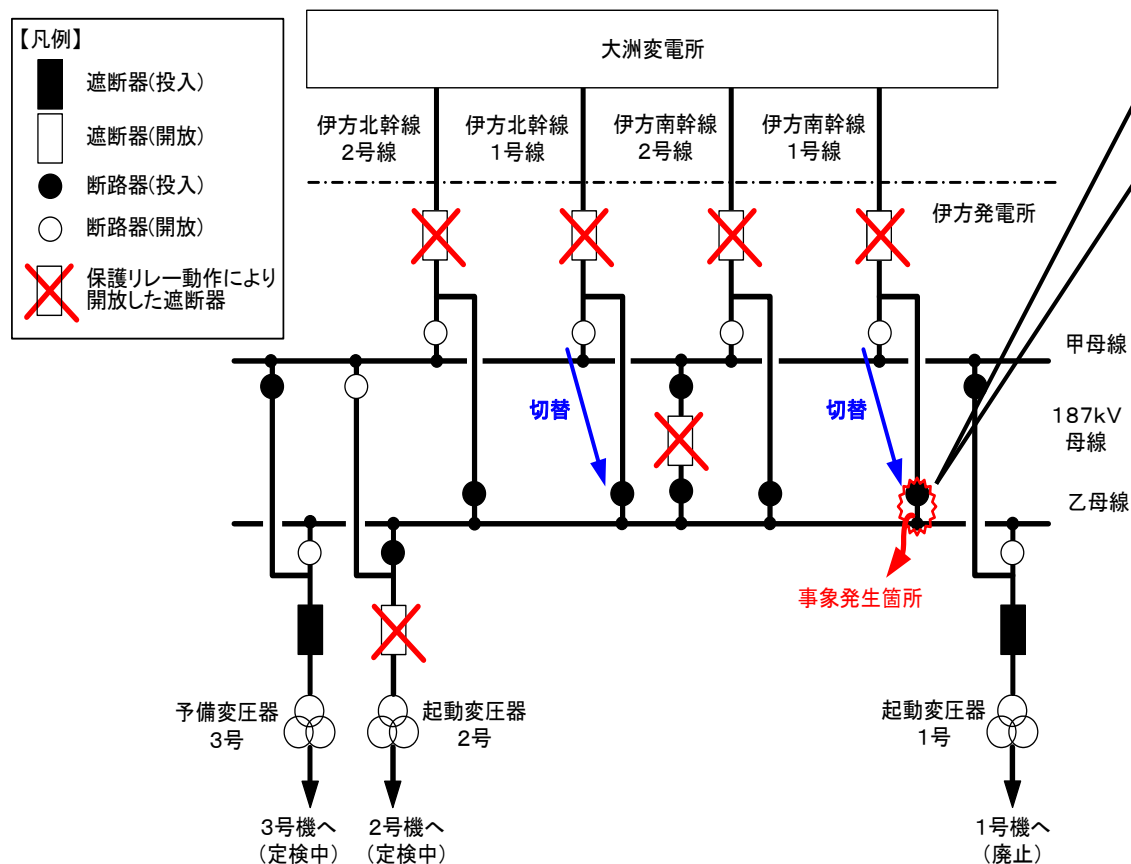 【凡例】
遮断器(投入)
遮断器(開放)
断路器(投入)
断路器(開放)
保護リレー動作により
開放した遮断器
大洲変電所
伊方北幹線
2号線
伊方北幹線
1号線
伊方南幹線
2号線
伊方南幹線
1号線
伊方発電所
甲母線
切替
切替
187kV
母線
乙母線
事象発生箇所
予備変圧器
3号
起動変圧器
2号
起動変圧器
1号
3号機へ
(定検中)
2号機へ
(定検中)
1号機へ
(廃止)